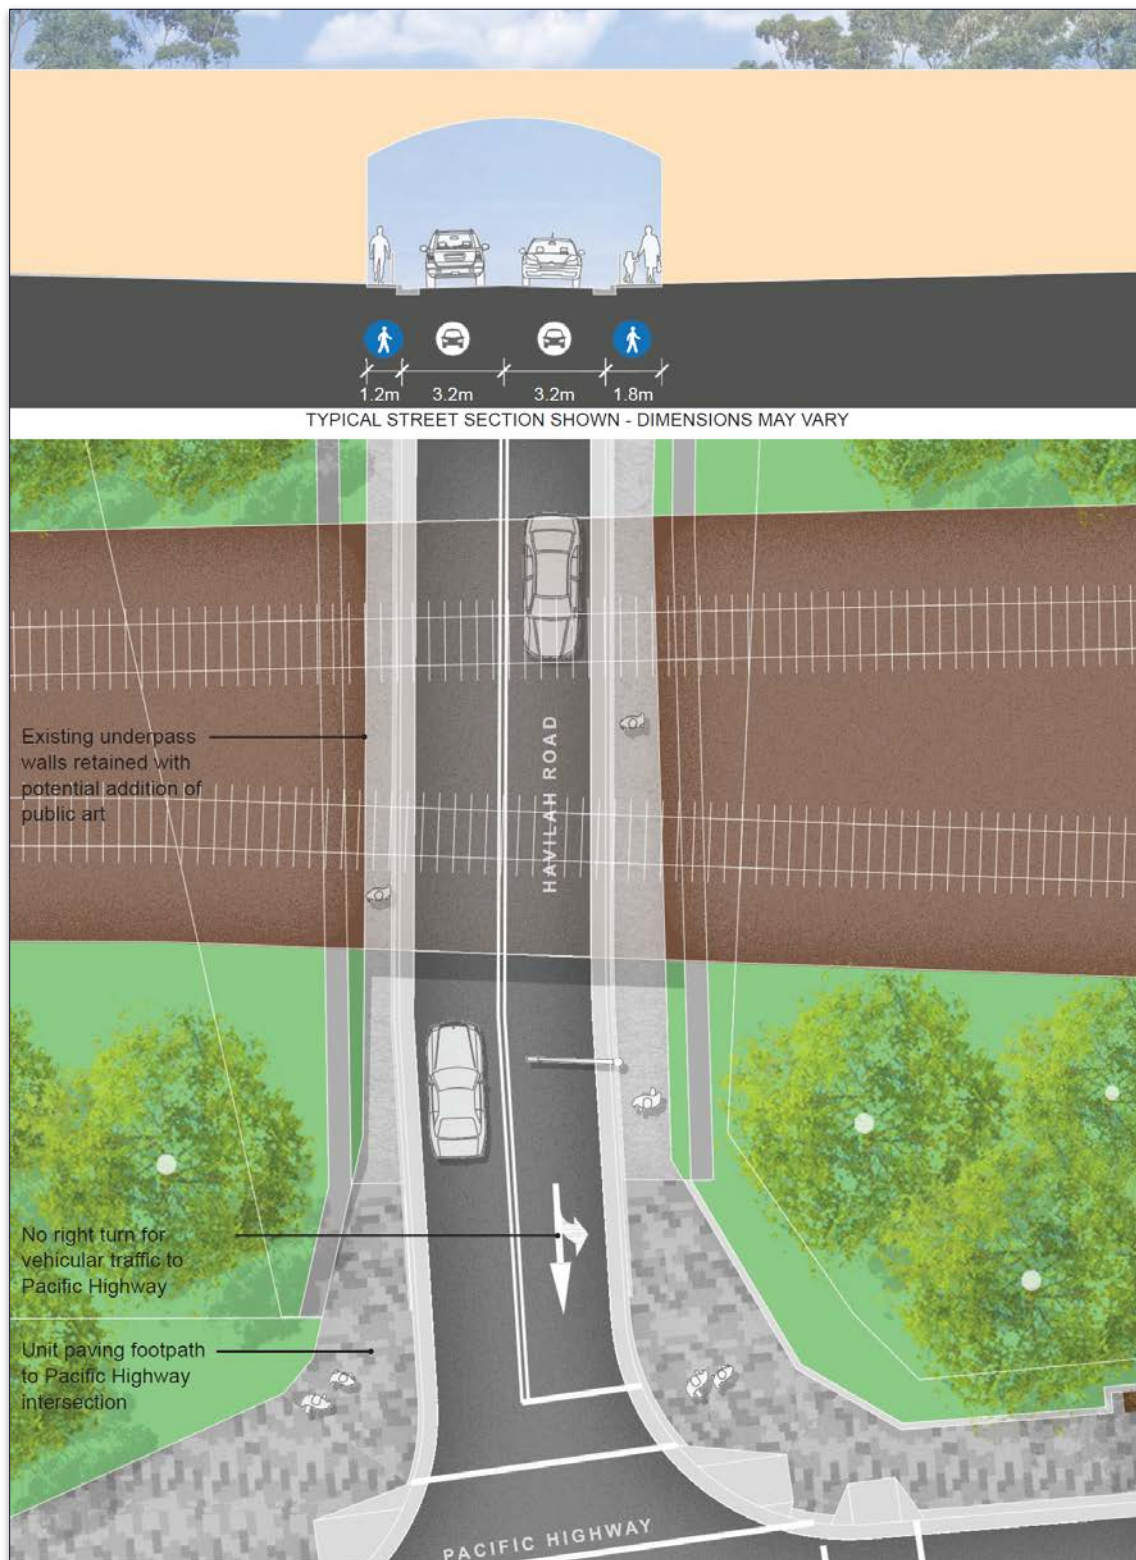 1.2m 3.2m 3.2m 1.8m
TYPICAL STREET SECTION SHOWN - DIMENSIONS MAY VARY
HAVILAH ROAD
Existing underpass
walls retained with
potential addition of
public art
No right turn for
vehicular traffic to
Pacific Highway
Unit paving footpath
to Pacific Highway
intersection
PACIFIC HIGHWAY